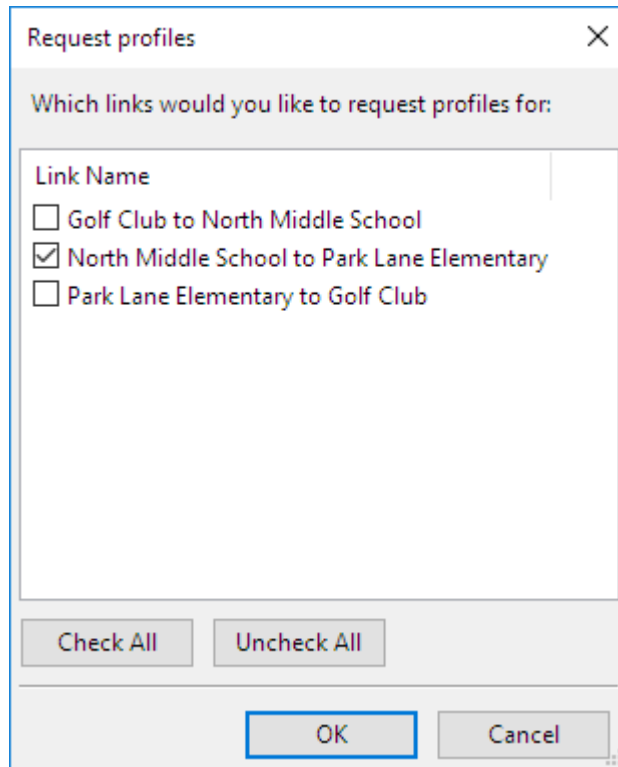 Request profiles
Which links would you like to request profiles for:
Link Name
Golf Club to North Middle School
North Middle School to Park Lane Elementary
Park Lane Elementary to Golf Club
Check All
Uncheck All
OK
Cancel